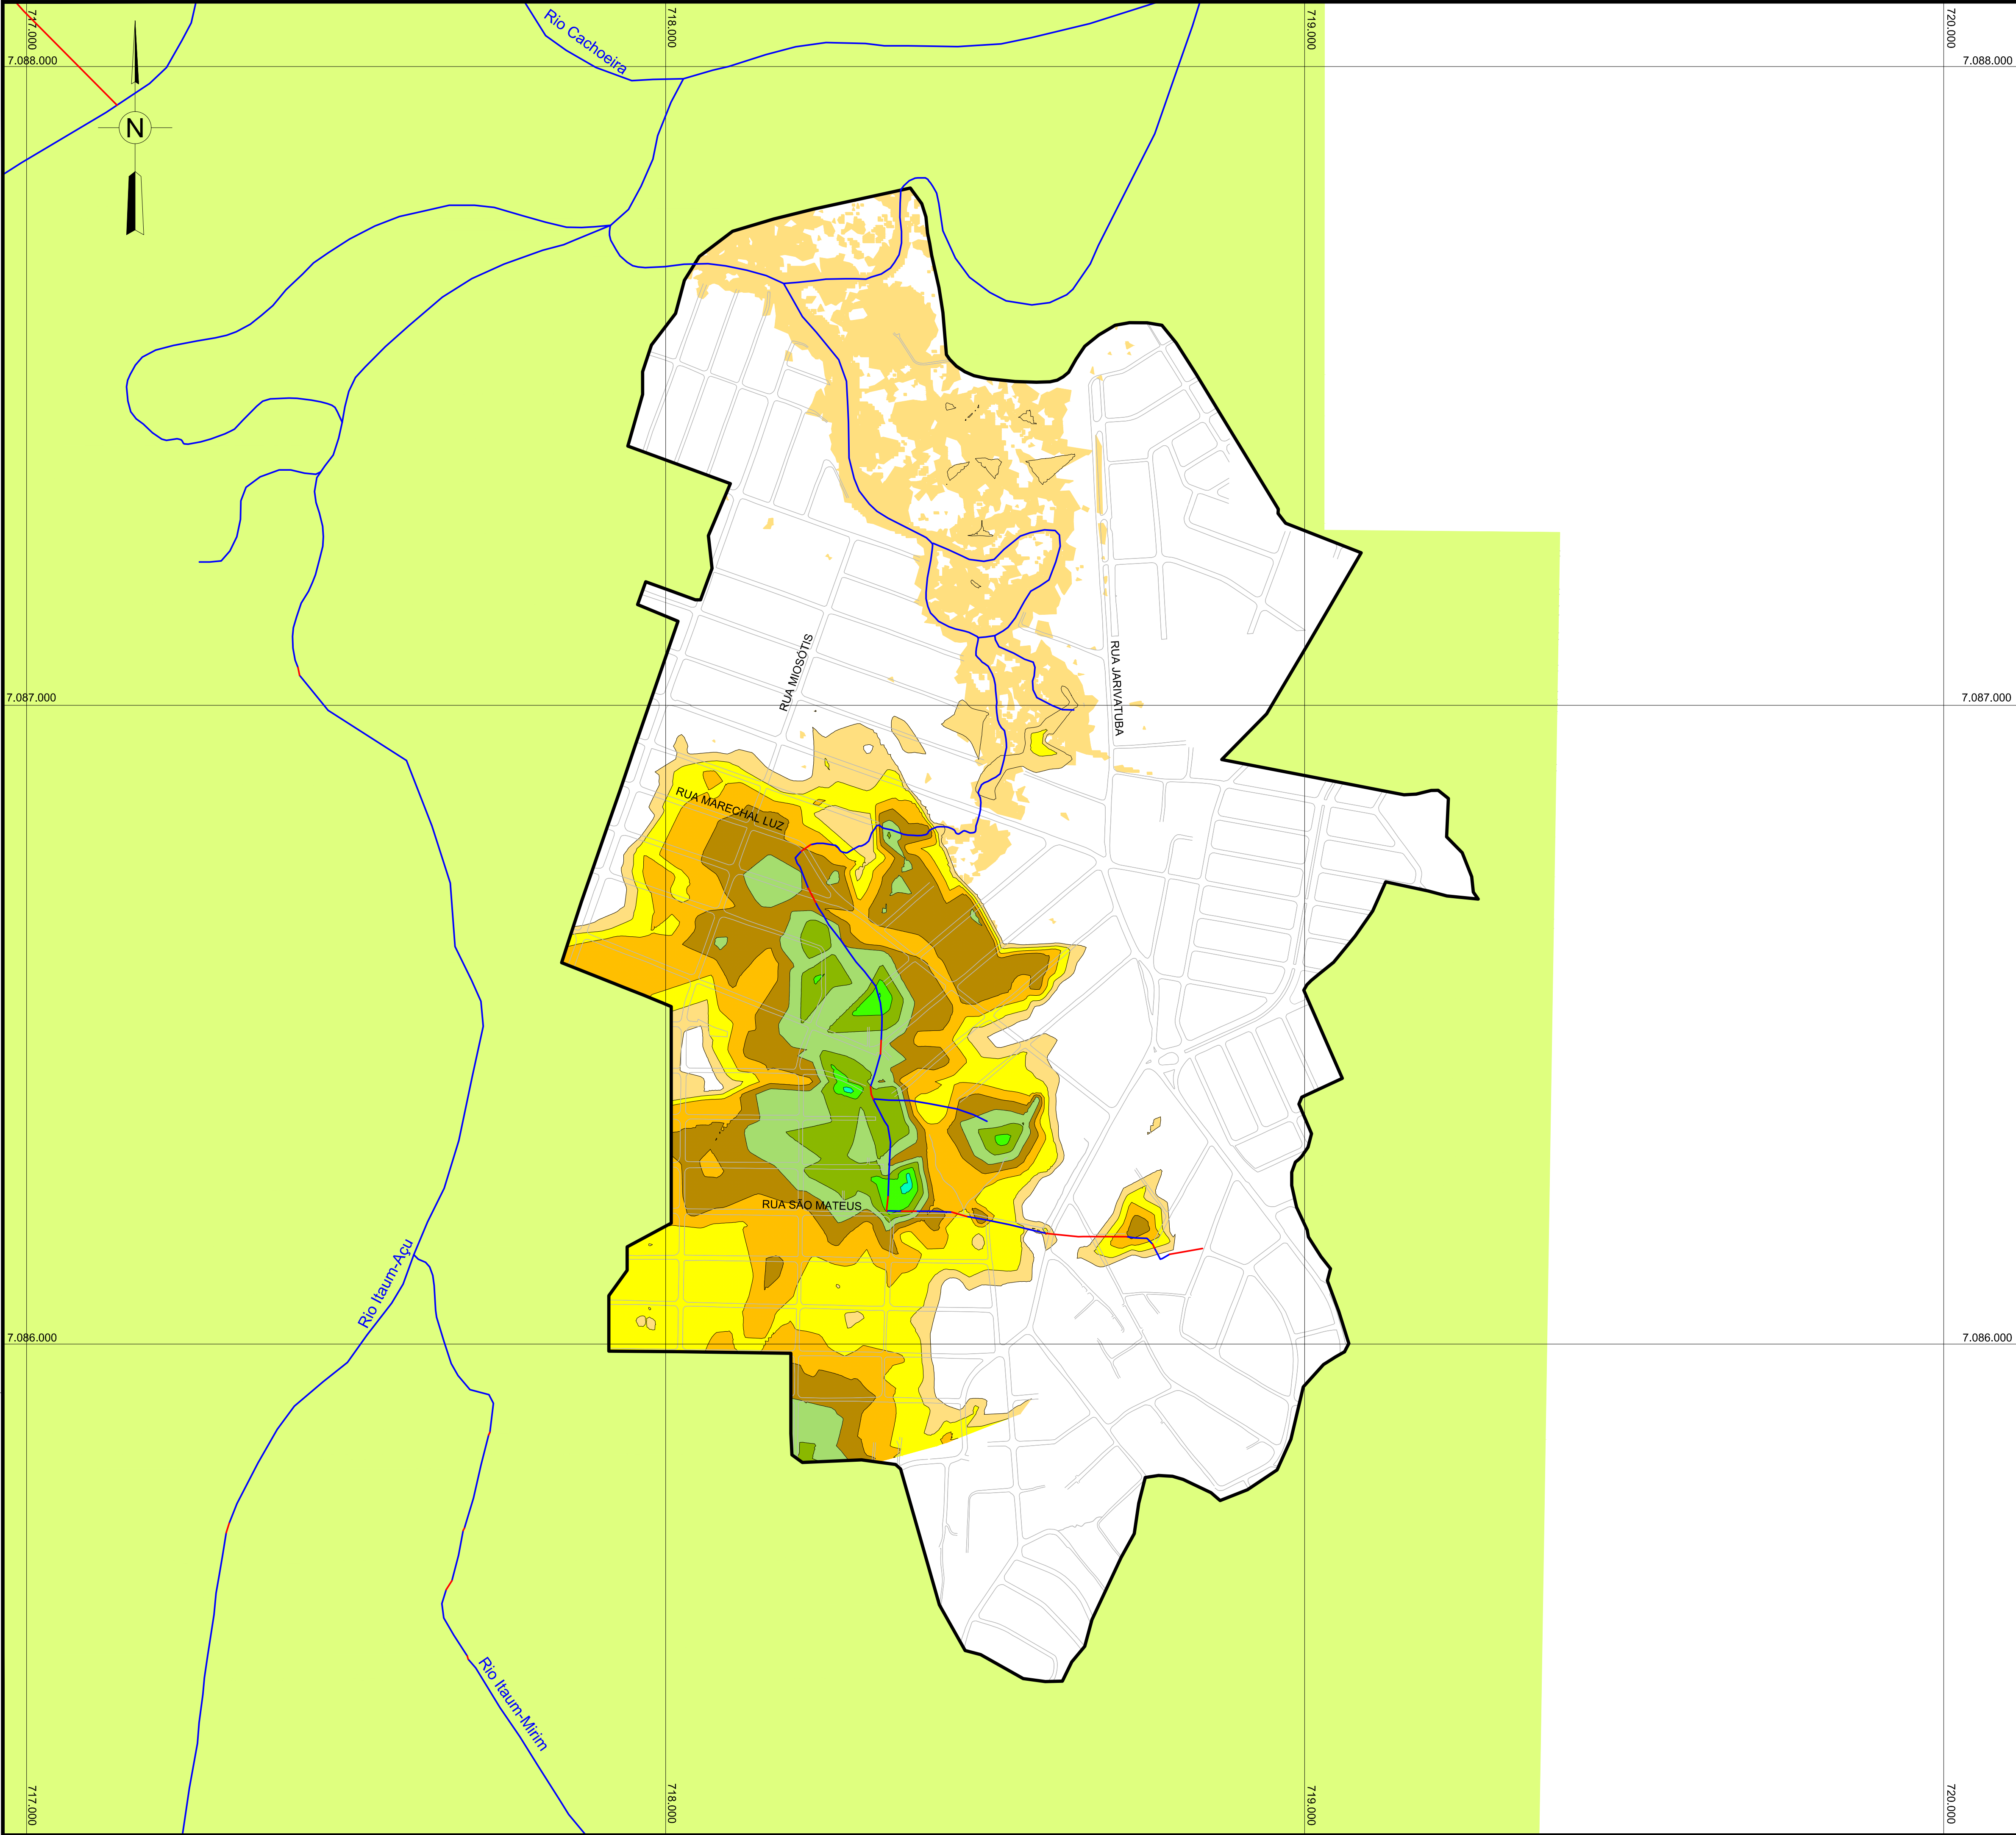 717.000
718.000
719.000
720.000
Rio Cachoeira
7.088.000
7.088.000
N
RUA MIOSÓTIS
RUA JARIVATUBA
7.087.000
7.087.000
RUA MARECHAL LUZ
RUA SÃO MATEUS
Rio Itaum-Açu
7.086.000
7.086.000
Rio Itaum-Mirim
717.000
718.000
719.000
720.000